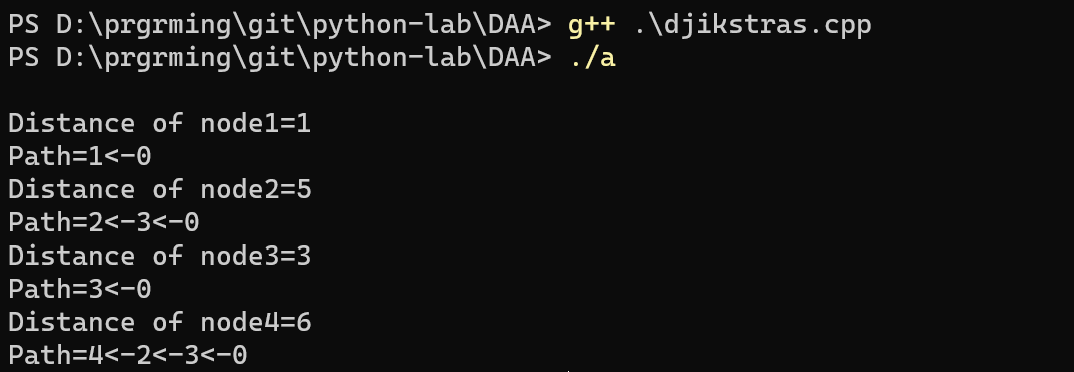 PS D:\prgrming\git\python-lab\DAA> g++ .\djikstras.cpp
PS D:\prgrming\git\python-lab\DAA> ./a
Distance of node1=1
Path=1<-0
Distance of node2=5
Path=2<-3<-0
Distance of node3=3
Path=3<-0
Distance of node4=6
Path=4<-2<-3<-0